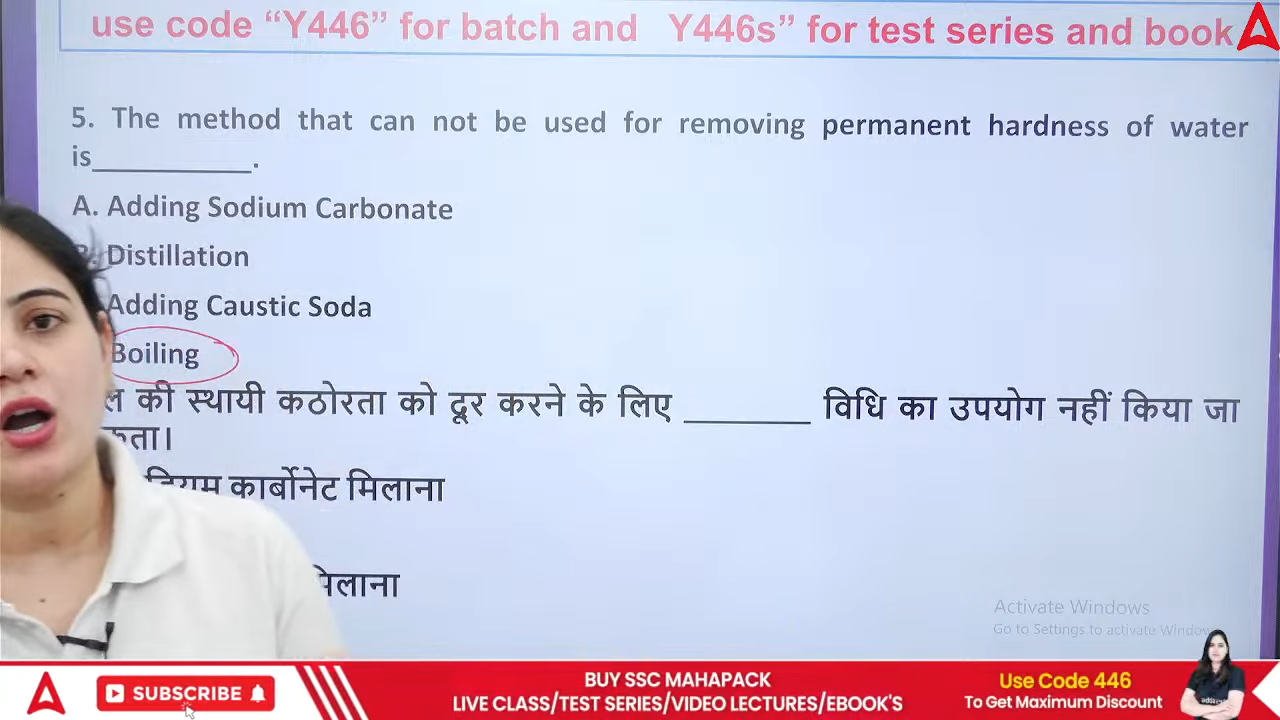 use code “Y446” for batch and Y446s” for test series and book
5. The method that can not be used for removing permanent hardness of water
is__________.
A. Adding Sodium Carbonate
Distillation
Adding Caustic Soda
Boiling
की स्थायी कठोरता को दूर करने के लिए ________ विधि का उपयोग नहीं किया जा
कार्बोनेट मिलाना
मिलाना
Activate Windows
Go to Settings to activate Windows
SUBSCRIBE
BUY SSC MAHAPACK
LIVE CLASS/TEST SERIES/VIDEO LECTURES/EBOOK'S
Use Code 446
To Get Maximum Discount